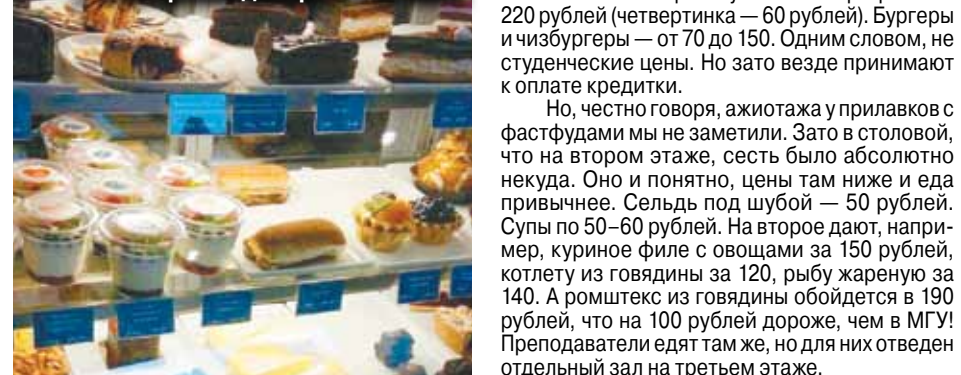 220 рублей (четвертинка — 60 рублей). Бургеры
и чизбургеры — от 70 до 150. Одним словом, не
студенческие цены. Но зато везде принимают
к оплате кредитки.
Но, честно говоря, ажиотажа у прилавков с
фастфудами мы не заметили. Зато в столовой,
что на втором этаже, сесть было абсолютно
некуда. Оно и понятно, цены там ниже и еда
привычнее. Сельдь под шубой — 50 рублей.
Супы по 50–60 рублей. На второе дают, напри-
мер, куриное филе с овощами за 150 рублей,
котлету из говядины за 120, рыбу жареную за
140. А ромштекс из говядины обойдется в 190
рублей, что на 100 рублей дороже, чем в МГУ!
Преподаватели едят там же, но для них отведен
отдельный зал на третьем этаже.